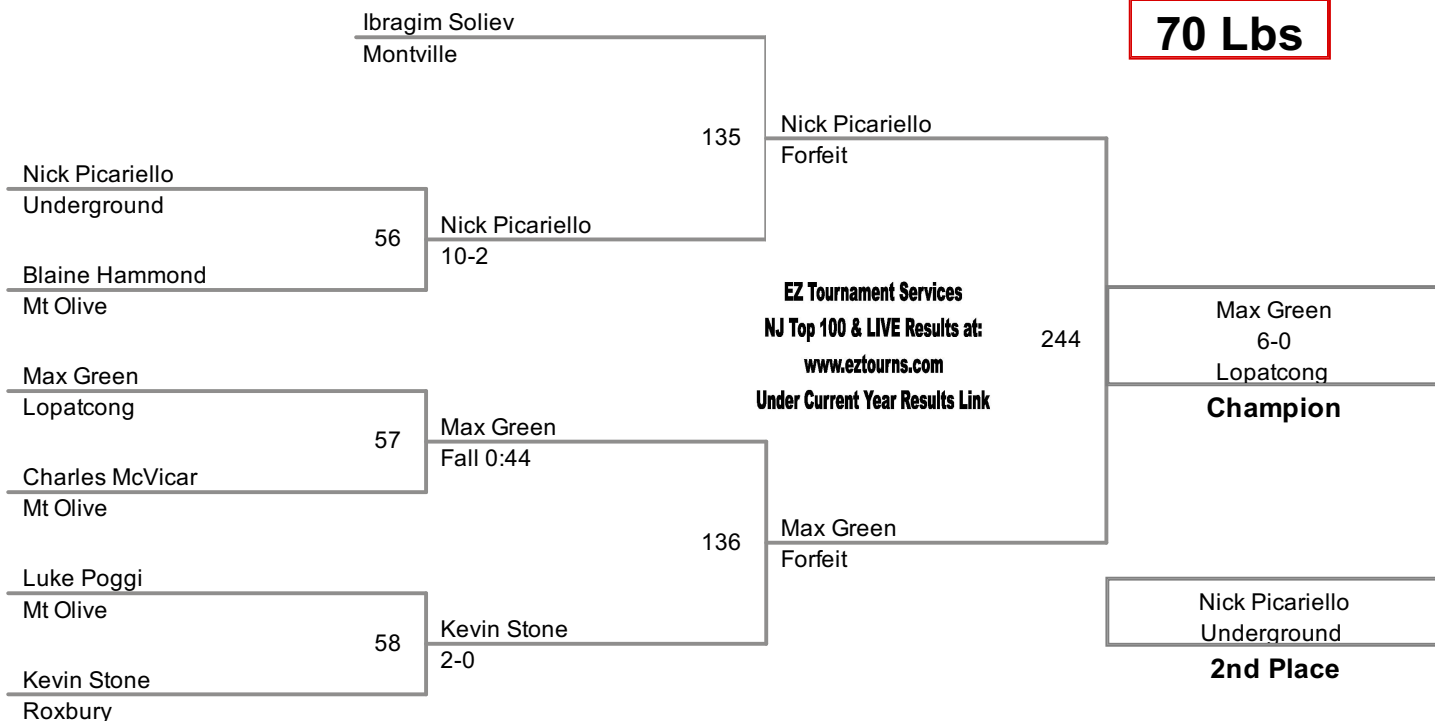 Ibragim Soliev
Montville
70 Lbs
135
Nick Picariello
Forfeit
Nick Picariello
Underground
56
Nick Picariello
10-2
Blaine Hammond
Mt Olive
EZ Tournament Services
NJ Top 100 & LIVE Results at:
www.eztourns.com
Under Current Year Results Link
244
Max Green
6-0
Lopatcong
Champion
Max Green
Lopatcong
57
Max Green
Fall 0:44
Charles McVicar
Mt Olive
136
Max Green
Forfeit
Luke Poggi
Mt Olive
58
Kevin Stone
2-0
Kevin Stone
Roxbury
Nick Picariello
Underground
2nd Place